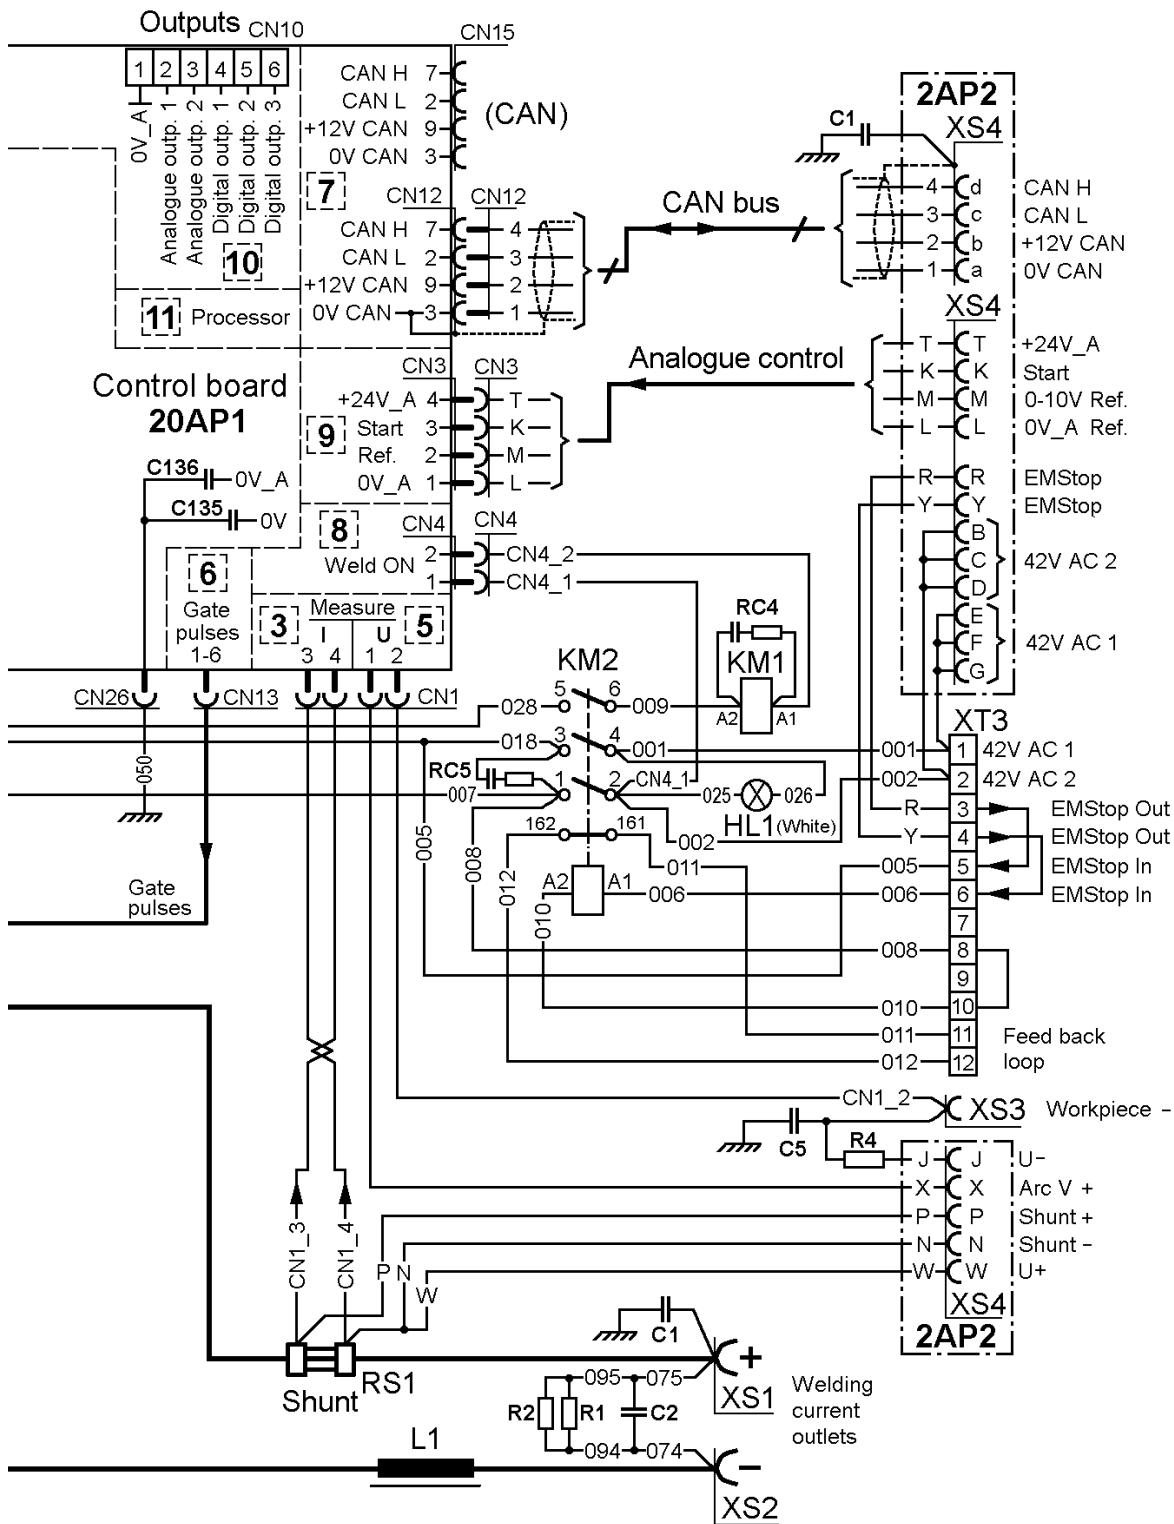 Outputs CN10
1 2 3 4 5 6
0V_A
Analogue outp. 1
Analogue outp. 2
Digital outp. 1
Digital outp. 2
Digital outp. 3
10
7
11 Processor
Control board
20AP1
CN15
CAN H 7
CAN L 2
+12V CAN 9
0V CAN 3
(CAN)
CN12 CN12
CAN H 7 4
CAN L 2 3
+12V CAN 9 2
0V CAN 3 1
CAN bus
2AP2
C1
XS4
4 d CAN H
3 c CAN L
2 b +12V CAN
1 a 0V CAN
CN3 CN3
+24V_A 4 T
9 Start 3 K
Ref. 2 M
0V_A 1 L
Analogue control
XS4
T T +24V_A
K K Start
M M 0-10V Ref.
L L 0V_A Ref.
R R EMStop
Y Y EMStop
B
C 42V AC 2
D
E
F 42V AC 1
G
C136 0V_A
C135 0V
8
CN4 CN4
Weld ON 2 CN4_2
1 CN4_1
6
Gate
pulses
1-6
3 Measure 5
I U
3 4 1 2
CN26 CN13 CN1
050
Gate
pulses
RC4
KM1
A2 A1
KM2
028 5 6 009
018 3 4 001
RC5
CN4_1
007 1 2 025 026
HL1 (White)
162 161 002
011
A2 A1 006
005
008
012
010
XT3
001 1 42V AC 1
002 2 42V AC 2
R 3 EMStop Out
Y 4 EMStop Out
005 5 EMStop In
006 6 EMStop In
7
008 8
9
010 10
011 11 Feed back
012 12 loop
CN1_2 XS3 Workpiece –
C5
R4
J J U–
X X Arc V +
P P Shunt +
N N Shunt –
W W U+
XS4
2AP2
CN1_3
CN1_4
P N
W
C1
Shunt RS1
+
XS1
Welding
current
outlets
095 075
R2 R1 C2
094 074
L1
–
XS2